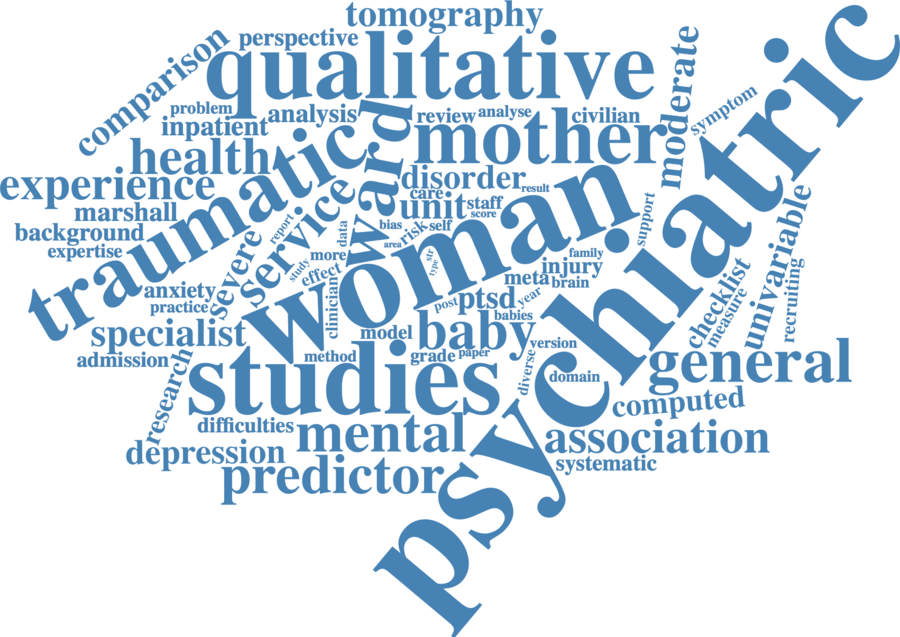 tomography
perspective
qualitative
comparison
psychiatric
moderate
symptom
problem
analysis
review
analyse
civilian
inpatient
ward
mother
traumatic
health
disorder
result
experience
service
care
unit
staff
score
woman
marshall
report
data
bias
risk
self
support
univariable
background
area
expertise
severe
more
str
type
family
study
effect
meta
injury
brain
anxiety
practice
clinician
post
ptsd
year
babies
checklist
measure
recruiting
specialist
model
baby
version
admission
method
grade
paper
diverse
research
studies
domain
general
computed
difficulties
mental
association
depression
predictor
systematic